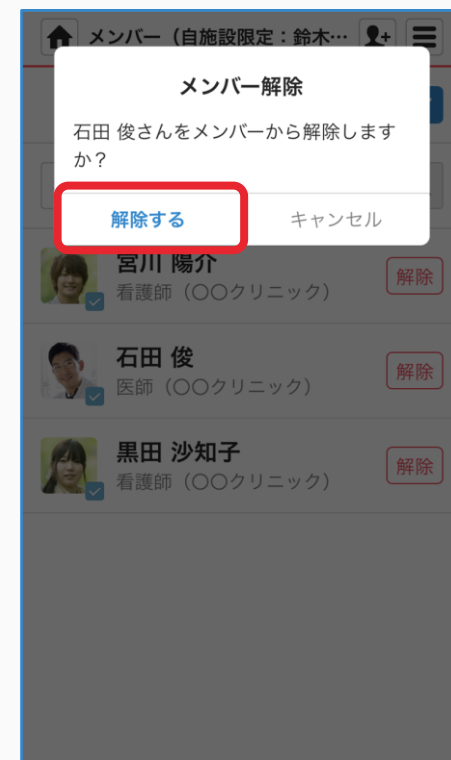 メンバー（自施設限定：鈴木…
メンバー解除
石田 俊さんをメンバーから解除します
か？
解除する
キャンセル
宮川 陽介
看護師（〇〇クリニック）
解除
石田 俊
医師（〇〇クリニック）
解除
黒田 沙知子
看護師（〇〇クリニック）
解除